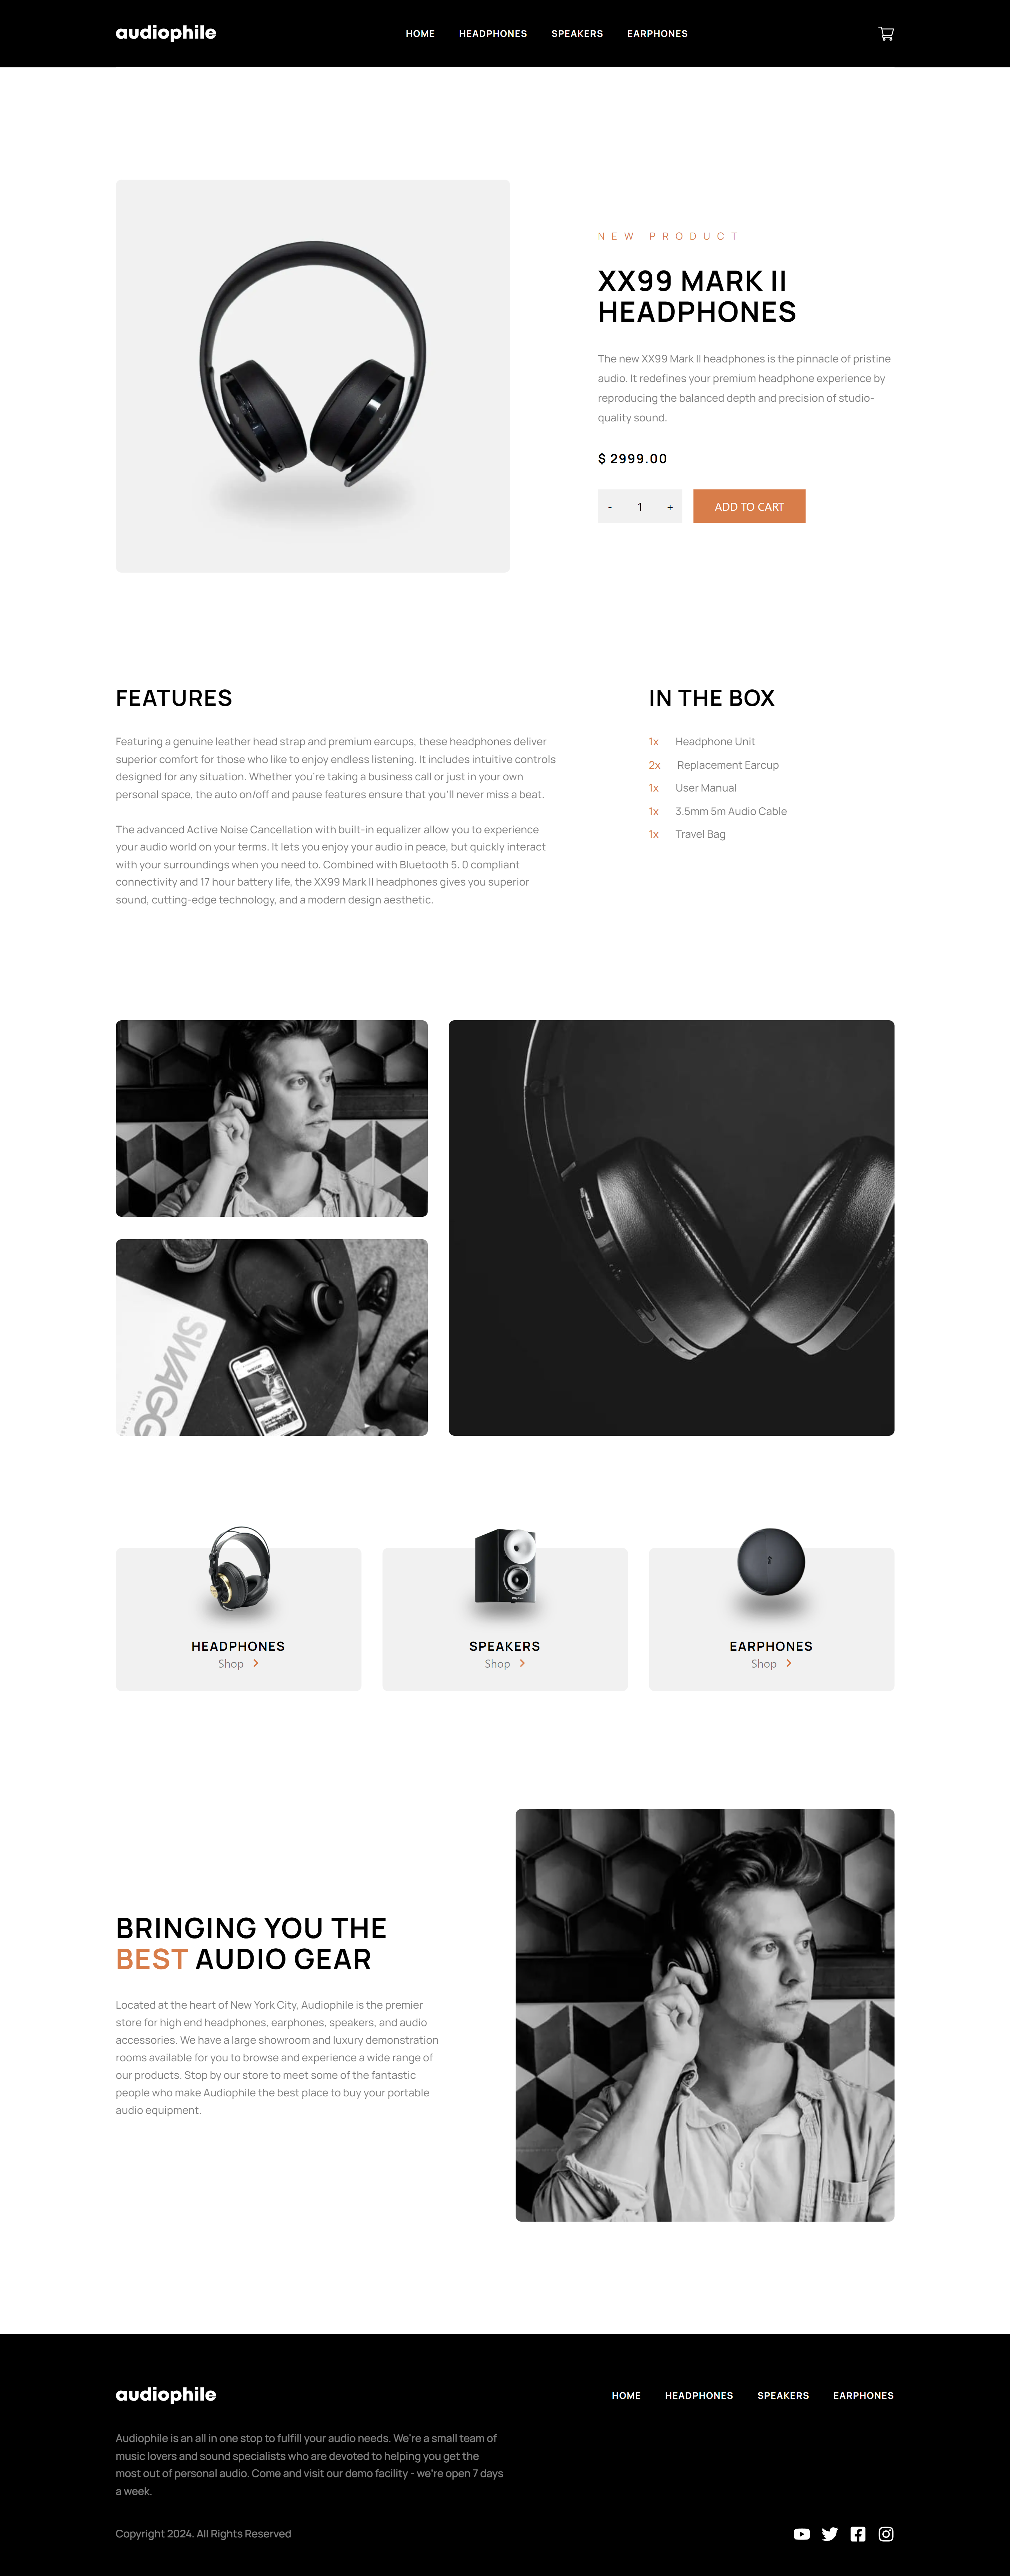 audiophile
HOME HEADPHONES SPEAKERS EARPHONES
NEW PRODUCT
XX99 MARK II
HEADPHONES
The new XX99 Mark II headphones is the pinnacle of pristine
audio. It redefines your premium headphone experience by
reproducing the balanced depth and precision of studio-
quality sound.
$ 2999.00
- 1 + ADD TO CART
FEATURES
Featuring a genuine leather head strap and premium earcups, these headphones deliver
superior comfort for those who like to enjoy endless listening. It includes intuitive controls
designed for any situation. Whether you're taking a business call or just in your own
personal space, the auto on/off and pause features ensure that you'll never miss a beat.
The advanced Active Noise Cancellation with built-in equalizer allow you to experience
your audio world on your terms. It lets you enjoy your audio in peace, but quickly interact
with your surroundings when you need to. Combined with Bluetooth 5. 0 compliant
connectivity and 17 hour battery life, the XX99 Mark II headphones gives you superior
sound, cutting-edge technology, and a modern design aesthetic.
IN THE BOX
1x Headphone Unit
2x Replacement Earcup
1x User Manual
1x 3.5mm 5m Audio Cable
1x Travel Bag
SWAGG
HEADPHONES
Shop
SPEAKERS
Shop
EARPHONES
Shop
BRINGING YOU THE
BEST AUDIO GEAR
Located at the heart of New York City, Audiophile is the premier
store for high end headphones, earphones, speakers, and audio
accessories. We have a large showroom and luxury demonstration
rooms available for you to browse and experience a wide range of
our products. Stop by our store to meet some of the fantastic
people who make Audiophile the best place to buy your portable
audio equipment.
audiophile
HOME HEADPHONES SPEAKERS EARPHONES
Audiophile is an all in one stop to fulfill your audio needs. We're a small team of
music lovers and sound specialists who are devoted to helping you get the
most out of personal audio. Come and visit our demo facility - we're open 7 days
a week.
Copyright 2024. All Rights Reserved